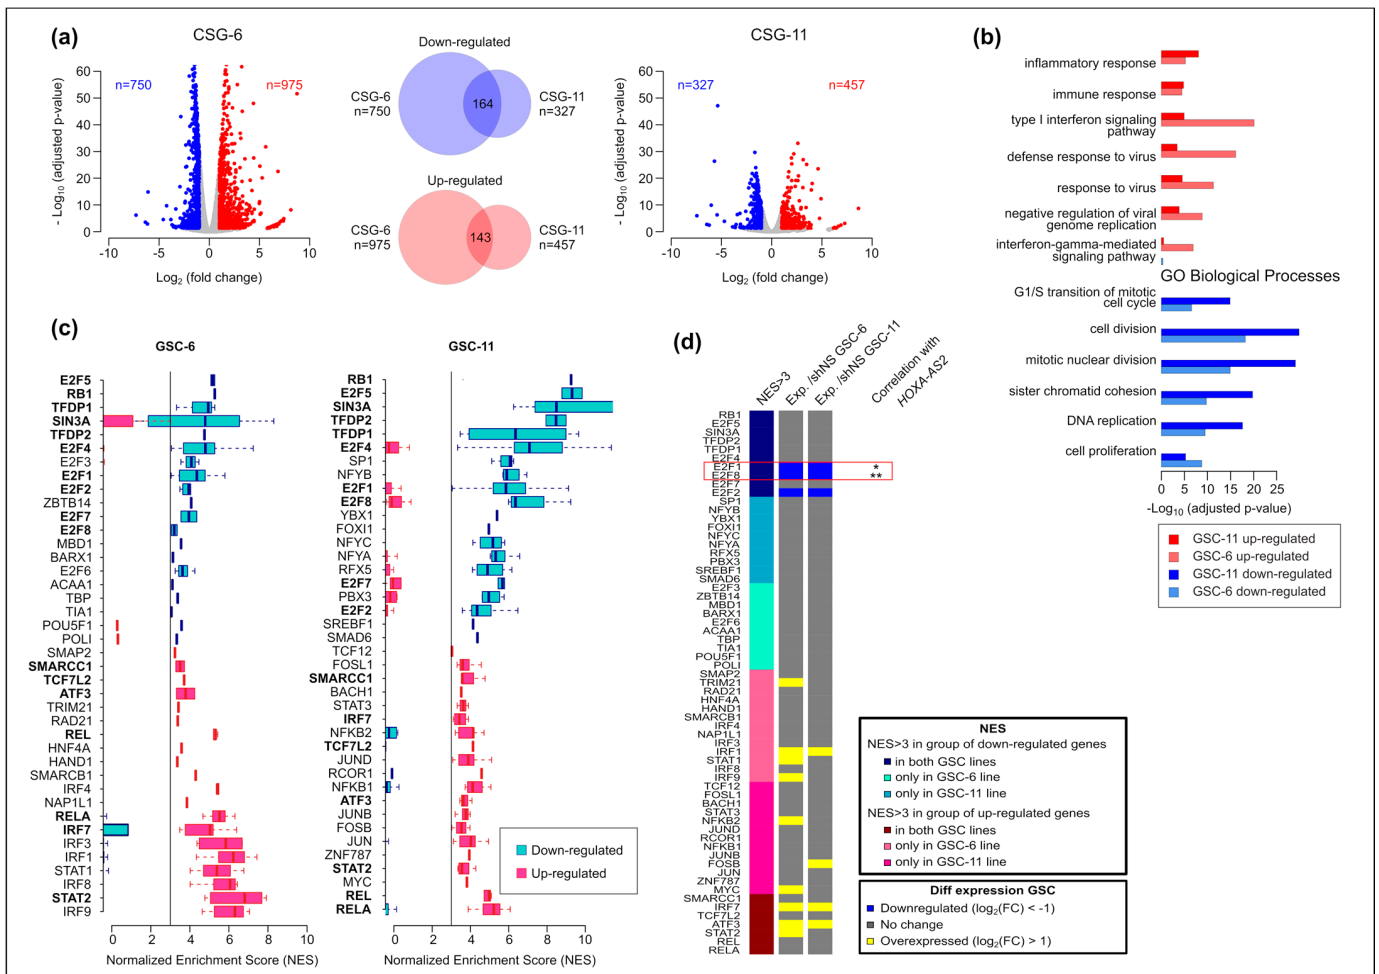 (a)
CSG-6
n=750
n=975
60
50
40
30
20
10
0
- Log10 (adjusted p-value)
-10
-5
0
5
10
Log2 (fold change)
Down-regulated
CSG-6
n=750
164
CSG-11
n=327
Up-regulated
CSG-6
n=975
143
CSG-11
n=457
CSG-11
n=327
n=457
60
50
40
30
20
10
0
- Log10 (adjusted p-value)
-10
-5
0
5
10
Log2 (fold change)
(b)
inflammatory response
immune response
type I interferon signaling
pathway
defense response to virus
response to virus
negative regulation of viral
genome replication
interferon-gamma-mediated
signaling pathway
GO Biological Processes
G1/S transition of mitotic
cell cycle
cell division
mitotic nuclear division
sister chromatid cohesion
DNA replication
cell proliferation
0 5 10 15 20 25
-Log10 (adjusted p-value)
GSC-11 up-regulated
GSC-6 up-regulated
GSC-11 down-regulated
GSC-6 down-regulated
(c)
GSC-6
E2F5
RB1
TFDP1
SIN3A
TFDP2
E2F4
E2F3
E2F1
E2F2
ZBTB14
E2F7
E2F8
MBD1
BARX1
E2F6
ACAA1
TBP
TIA1
POU5F1
POLI
SMAP2
SMARCC1
TCF7L2
ATF3
TRIM21
RAD21
REL
HNF4A
HAND1
SMARCB1
IRF4
NAP1L1
RELA
IRF7
IRF3
IRF1
STAT1
IRF8
STAT2
IRF9
0 2 4 6 8 10
Normalized Enrichment Score (NES)
GSC-11
RB1
E2F5
SIN3A
TFDP2
TFDP1
E2F4
SP1
NFYB
E2F1
E2F8
YBX1
FOXI1
NFYC
NFYA
RFX5
E2F7
PBX3
E2F2
SREBF1
SMAD6
TCF12
FOSL1
SMARCC1
BACH1
STAT3
IRF7
NFKB2
TCF7L2
JUND
RCOR1
NFKB1
ATF3
JUNB
FOSB
JUN
ZNF787
STAT2
MYC
REL
RELA
0 2 4 6 8 10
Normalized Enrichment Score (NES)
Down-regulated
Up-regulated
(d)
NES>3
Exp. /shNS GSC-6
Exp. /shNS GSC-11
Correlation with
HOXA-AS2
RB1
E2F5
SIN3A
TFDP2
TFDP1
E2F4
E2F1 *
E2F8 **
E2F7
E2F2
SP1
NFYB
YBX1
FOXI1
NFYC
NFYA
RFX5
PBX3
SREBF1
SMAD6
E2F3
ZBTB14
MBD1
BARX1
E2F6
ACAA1
TBP
TIA1
POU5F1
POLI
SMAP2
TRIM21
RAD21
HNF4A
HAND1
SMARCB1
IRF4
NAP1L1
IRF3
IRF1
STAT1
IRF8
IRF9
TCF12
FOSL1
BACH1
STAT3
NFKB2
JUND
RCOR1
NFKB1
JUNB
FOSB
JUN
ZNF787
MYC
SMARCC1
IRF7
TCF7L2
ATF3
STAT2
REL
RELA
NES
NES>3 in group of down-regulated genes
in both GSC lines
only in GSC-6 line
only in GSC-11 line
NES>3 in group of up-regulated genes
in both GSC lines
only in GSC-6 line
only in GSC-11 line
Diff expression GSC
Downregulated (log2(FC) < -1)
No change
Overexpressed (log2(FC) > 1)